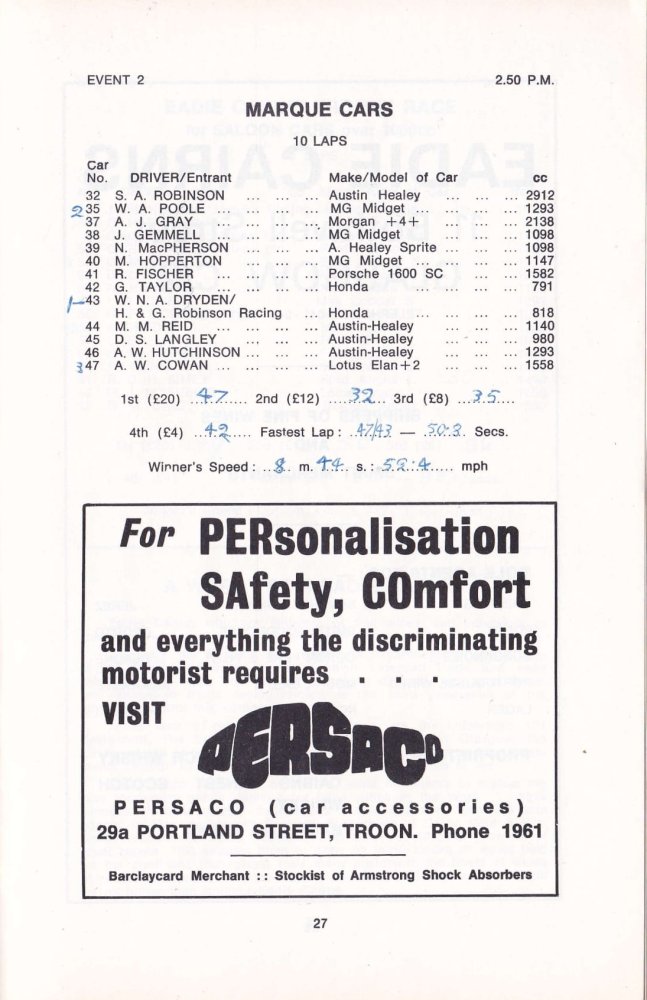 EVENT 2 2.50 P.M.
MARQUE CARS
10 LAPS
Car
No. DRIVER/Entrant Make/Model of Car cc
32 S. A. ROBINSON ... ... ... Austin Healey ... ... ... 2912
2 35 W. A. POOLE ... ... ... ... MG Midget ... ... ... ... 1293
37 A. J. GRAY ... ... ... ... Morgan +4+ ... ... ... 2138
38 J. GEMMELL ... ... ... ... MG Midget ... ... ... 1098
39 N. MacPHERSON ... ... ... A. Healey Sprite ... ... ... 1098
40 M. HOPPERTON ... ... ... MG Midget ... ... ... ... 1147
41 R. FISCHER ... ... ... ... Porsche 1600 SC ... ... ... 1582
42 G. TAYLOR ... ... ... ... Honda ... ... ... ... 791
1 43 W. N. A. DRYDEN/
H. & G. Robinson Racing ... Honda ... ... ... ... 818
44 M. M. REID ... ... ... Austin-Healey ... ... ... 1140
45 D. S. LANGLEY ... ... ... Austin-Healey ... ... ... 980
46 A. W. HUTCHINSON ... ... ... Austin-Healey ... ... ... 1293
3 47 A. W. COWAN ... ... ... ... Lotus Elan+2 ... ... ... 1558
1st (£20) ...47... 2nd (£12) ...32... 3rd (£8) ...35...
4th (£4) ...42... Fastest Lap : 47/43 — 50·3 Secs.
Winner's Speed : ...8.. m. 44.. s. : 59·4...... mph
For PERsonalisation
SAfety, COmfort
and everything the discriminating
motorist requires . . .
VISIT PERSACO
PERSACO (car accessories)
29a PORTLAND STREET, TROON. Phone 1961
Barclaycard Merchant :: Stockist of Armstrong Shock Absorbers
27